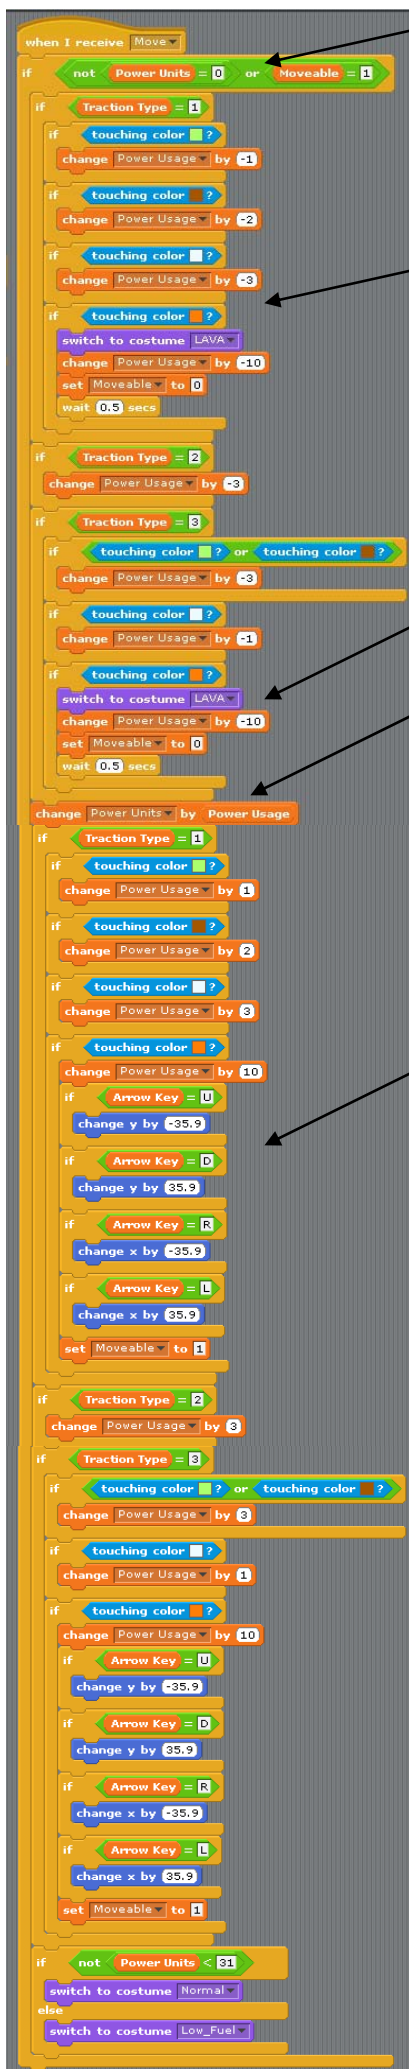 when I receive Move
if not Power Units = 0 or Moveable = 1
if Traction Type = 1
if touching color ?
change Power Usage by -1
if touching color ?
change Power Usage by -2
if touching color ?
change Power Usage by -3
if touching color ?
switch to costume LAVA
change Power Usage by -10
set Moveable to 0
wait 0.5 secs
if Traction Type = 2
change Power Usage by -3
if Traction Type = 3
if touching color ? or touching color ?
change Power Usage by -3
if touching color ?
change Power Usage by -1
if touching color ?
switch to costume LAVA
change Power Usage by -10
set Moveable to 0
wait 0.5 secs
change Power Units by Power Usage
if Traction Type = 1
if touching color ?
change Power Usage by 1
if touching color ?
change Power Usage by 2
if touching color ?
change Power Usage by 3
if touching color ?
change Power Usage by 10
if Arrow Key = U
change y by -35.9
if Arrow Key = D
change y by 35.9
if Arrow Key = R
change x by -35.9
if Arrow Key = L
change x by 35.9
set Moveable to 1
if Traction Type = 2
change Power Usage by 3
if Traction Type = 3
if touching color ? or touching color ?
change Power Usage by 3
if touching color ?
change Power Usage by 1
if touching color ?
change Power Usage by 10
if Arrow Key = U
change y by -35.9
if Arrow Key = D
change y by 35.9
if Arrow Key = R
change x by -35.9
if Arrow Key = L
change x by 35.9
set Moveable to 1
if not Power Units < 31
switch to costume Normal
else
switch to costume Low_Fuel